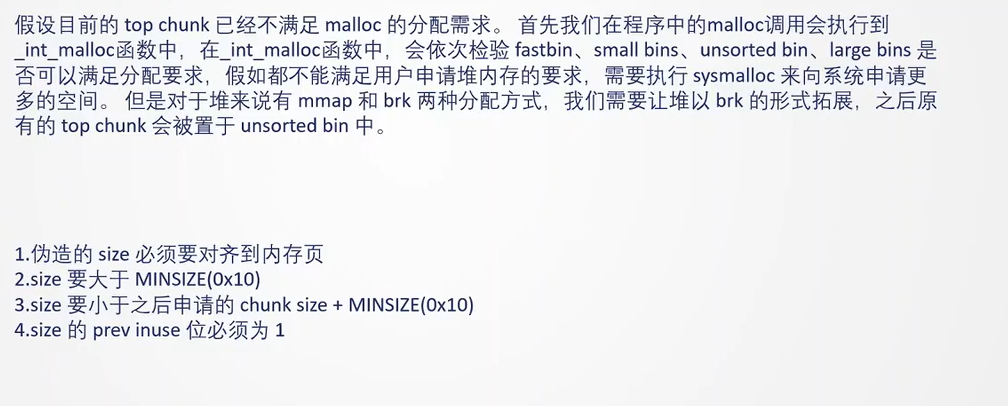 假设目前的 top chunk 已经不满足 malloc 的分配需求。 首先我们在程序中的malloc调用会执行到
_int_malloc函数中，在_int_malloc函数中，会依次检验 fastbin、small bins、unsorted bin、large bins 是
否可以满足分配要求，假如都不能满足用户申请堆内存的要求，需要执行 sysmalloc 来向系统申请更
多的空间。 但是对于堆来说有 mmap 和 brk 两种分配方式，我们需要让堆以 brk 的形式拓展，之后原
有的 top chunk 会被置于 unsorted bin 中。
1.伪造的 size 必须要对齐到内存页
2.size 要大于 MINSIZE(0x10)
3.size 要小于之后申请的 chunk size + MINSIZE(0x10)
4.size 的 prev inuse 位必须为 1